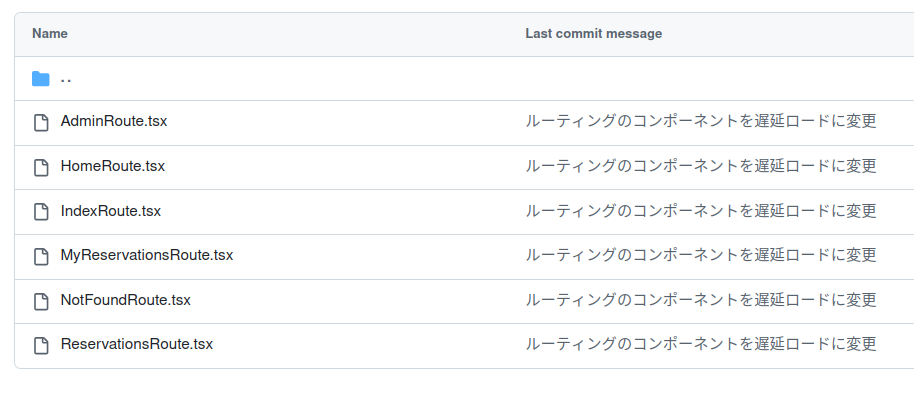 Name Last commit message
..
AdminRoute.tsx ルーティングのコンポーネントを遅延ロードに変更
HomeRoute.tsx ルーティングのコンポーネントを遅延ロードに変更
IndexRoute.tsx ルーティングのコンポーネントを遅延ロードに変更
MyReservationsRoute.tsx ルーティングのコンポーネントを遅延ロードに変更
NotFoundRoute.tsx ルーティングのコンポーネントを遅延ロードに変更
ReservationsRoute.tsx ルーティングのコンポーネントを遅延ロードに変更